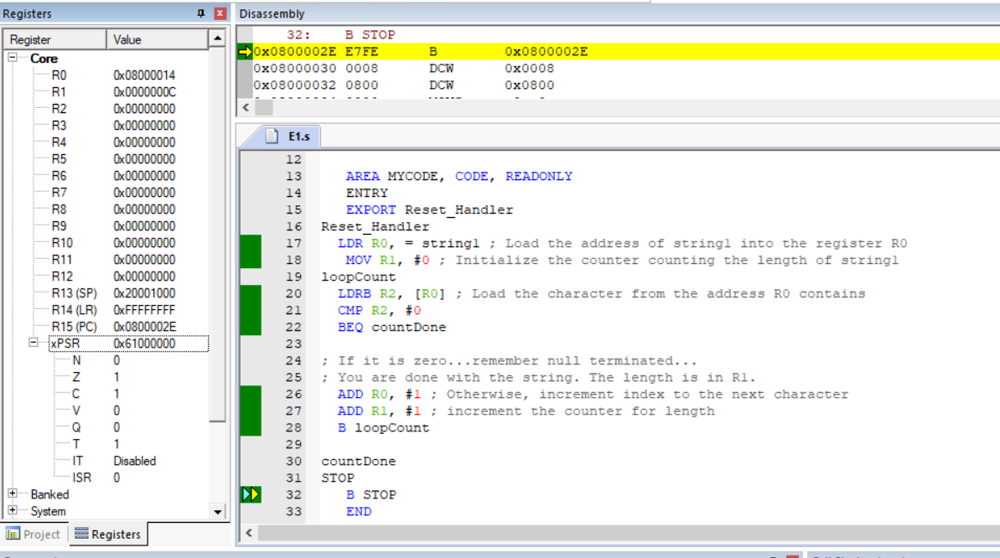 Registers
Register Value
Core
R0 0x08000014
R1 0x0000000C
R2 0x00000000
R3 0x00000000
R4 0x00000000
R5 0x00000000
R6 0x00000000
R7 0x00000000
R8 0x00000000
R9 0x00000000
R10 0x00000000
R11 0x00000000
R12 0x00000000
R13 (SP) 0x20001000
R14 (LR) 0xFFFFFFFF
R15 (PC) 0x0800002E
xPSR 0x61000000
N 0
Z 1
C 1
V 0
Q 0
T 1
IT Disabled
ISR 0
Banked
System
Project Registers
Disassembly
32: B STOP
0x0800002E E7FE B 0x0800002E
0x08000030 0008 DCW 0x0008
0x08000032 0800 DCW 0x0800
E1.s
12
13 AREA MYCODE, CODE, READONLY
14 ENTRY
15 EXPORT Reset_Handler
16 Reset_Handler
17 LDR R0, = string1 ; Load the address of string1 into the register R0
18 MOV R1, #0 ; Initialize the counter counting the length of string1
19 loopCount
20 LDRB R2, [R0] ; Load the character from the address R0 contains
21 CMP R2, #0
22 BEQ countDone
23
24 ; If it is zero...remember null terminated...
25 ; You are done with the string. The length is in R1.
26 ADD R0, #1 ; Otherwise, increment index to the next character
27 ADD R1, #1 ; increment the counter for length
28 B loopCount
29
30 countDone
31 STOP
32 B STOP
33 END